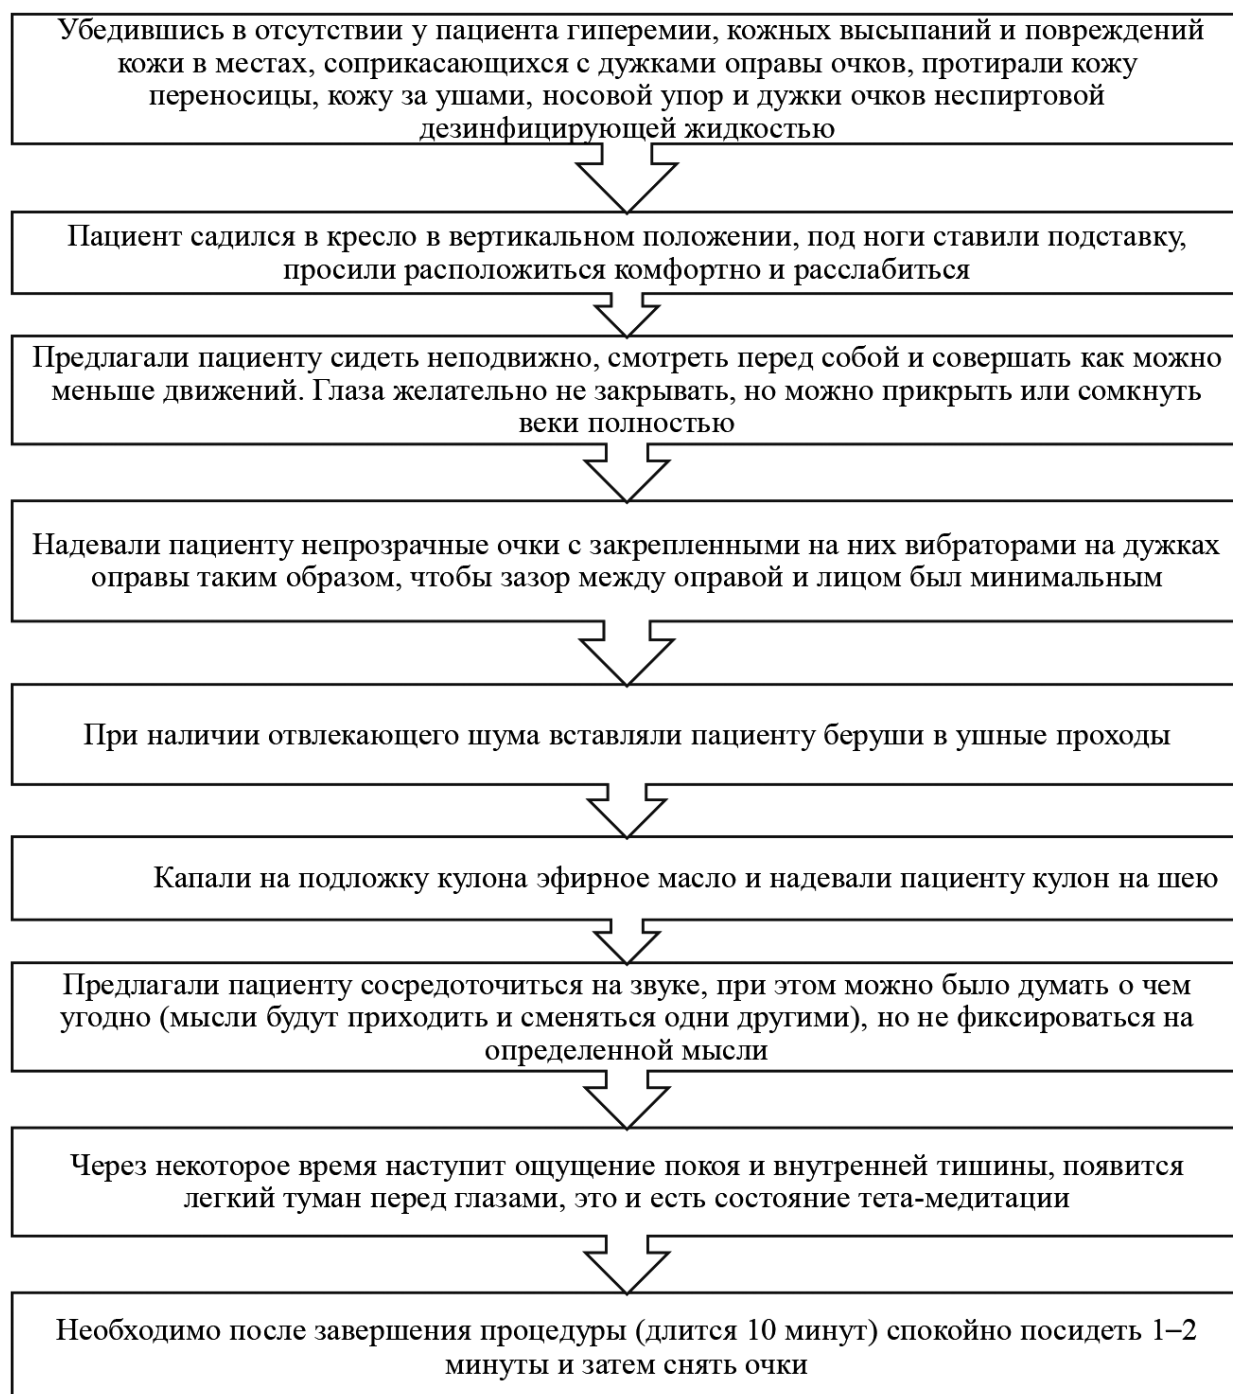 Убедившись в отсутствии у пациента гиперемии, кожных высыпаний и повреждений
кожи в местах, соприкасающихся с дужками оправы очков, протирали кожу
переносицы, кожу за ушами, носовой упор и дужки очков неспиртовой
дезинфицирующей жидкостью
Пациент садился в кресло в вертикальном положении, под ноги ставили подставку,
просили расположиться комфортно и расслабиться
Предлагали пациенту сидеть неподвижно, смотреть перед собой и совершать как можно
меньше движений. Глаза желательно не закрывать, но можно прикрыть или сомкнуть
веки полностью
Надевали пациенту непрозрачные очки с закрепленными на них вибраторами на дужках
оправы таким образом, чтобы зазор между оправой и лицом был минимальным
При наличии отвлекающего шума вставляли пациенту беруши в ушные проходы
Капали на подложку кулона эфирное масло и надевали пациенту кулон на шею
Предлагали пациенту сосредоточиться на звуке, при этом можно было думать о чем
угодно (мысли будут приходить и сменяться одни другими), но не фиксироваться на
определенной мысли
Через некоторое время наступит ощущение покоя и внутренней тишины, появится
легкий туман перед глазами, это и есть состояние тета-медитации
Необходимо после завершения процедуры (длится 10 минут) спокойно посидеть 1–2
минуты и затем снять очки